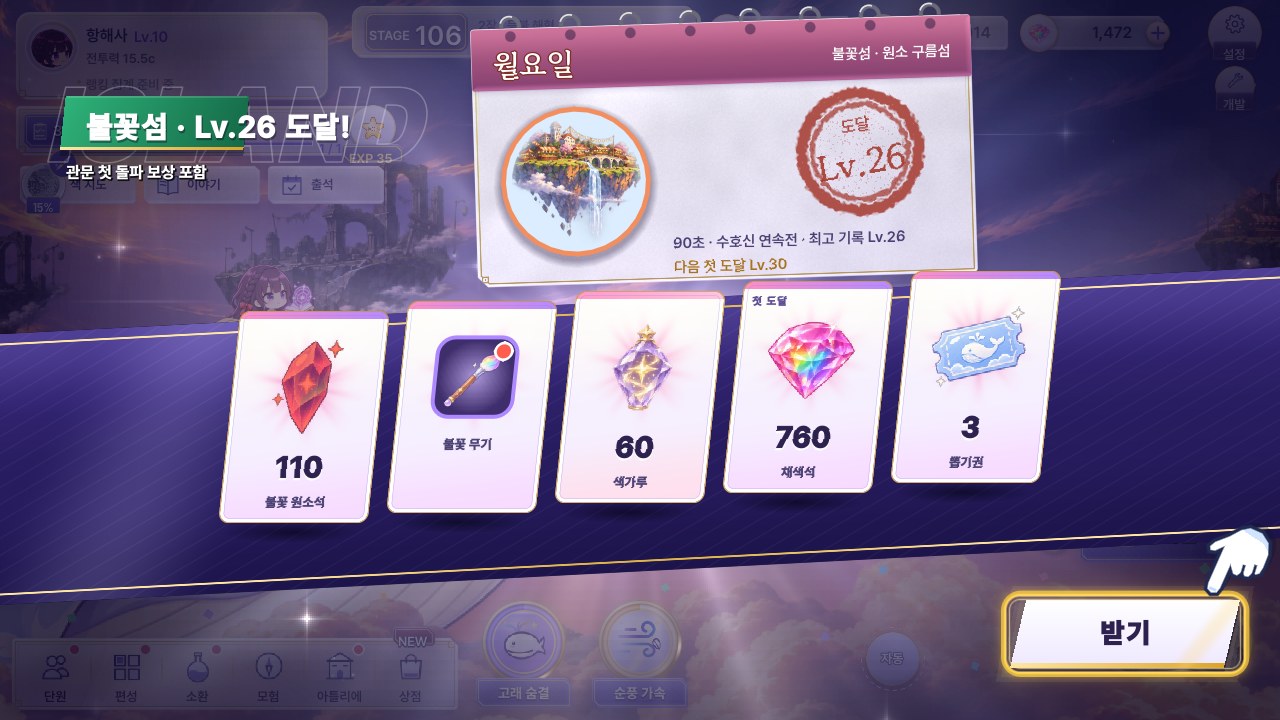 항해사 Lv.10
전투력 15.5c
STAGE 106
14
1,472
설정
개발
ISLAND
불꽃섬 · Lv.26 도달!
EXP 35
관문 첫 돌파 보상 포함
이야기
출석
15%
월요일
불꽃섬 · 원소 구름섬
도달
Lv.26
90초 · 수호신 연속전 · 최고 기록 Lv.26
다음 첫 도달 Lv.30
110
불꽃 원소석
불꽃 무기
60
색가루
첫 도달
760
채색석
3
뽑기권
받기
NEW
단원
편성
소환
모험
아틀리에
상점
고래 숨결
순풍 가속
자동